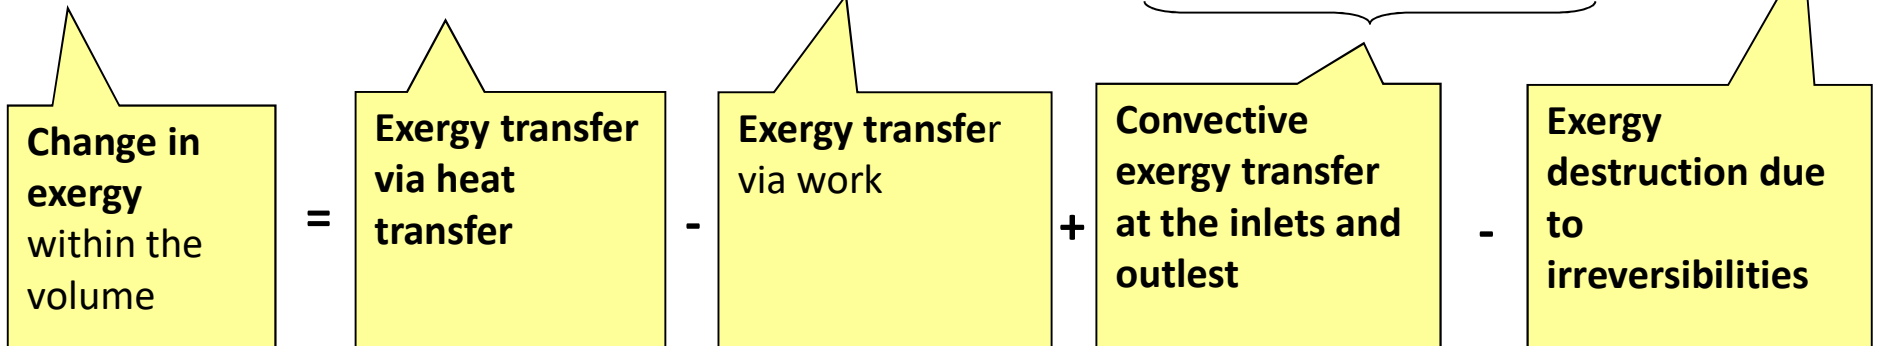 Change in
exergy
within the
volume
=
Exergy transfer
via heat
transfer
-
Exergy transfer
via work
+
Convective
exergy transfer
at the inlets and
outlest
-
Exergy
destruction due
to
irreversibilities